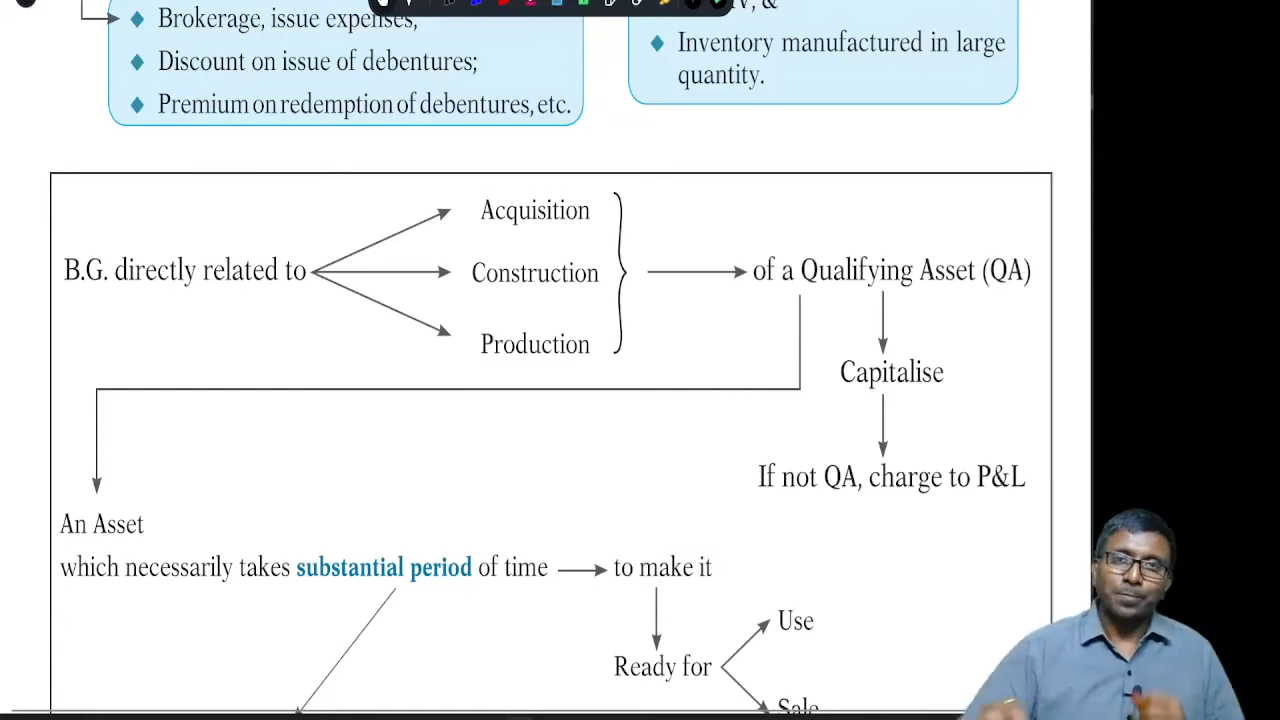 Brokerage, issue expenses;
Discount on issue of debentures;
Premium on redemption of debentures, etc.
&
Inventory manufactured in large
quantity.
Acquisition
B.G. directly related to
Construction
of a Qualifying Asset (QA)
Production
Capitalise
If not QA, charge to P&L
An Asset
which necessarily takes substantial period of time
to make it
Use
Ready for
Sale